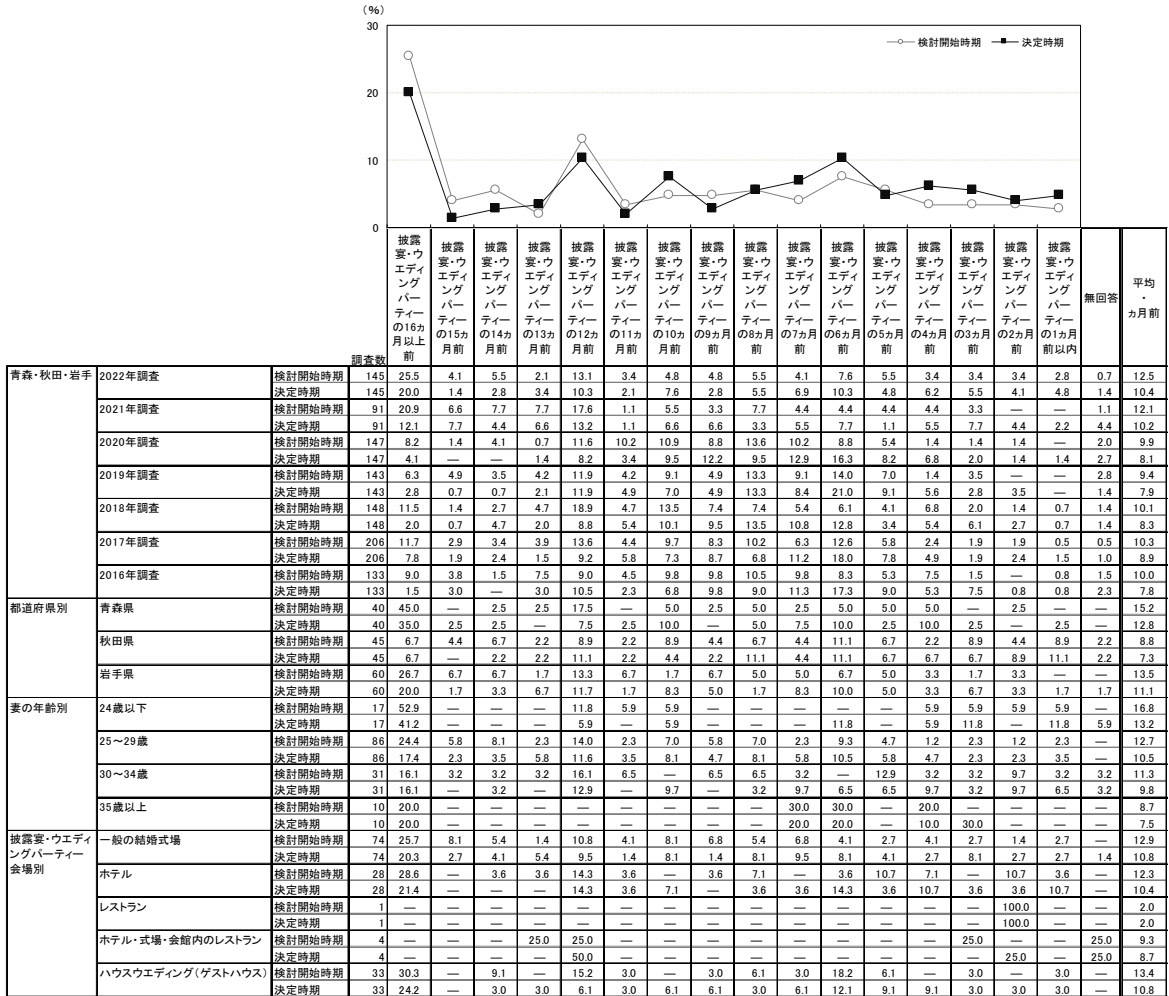 (%)
30
20
10
0
検討開始時期 決定時期
調査数
披露宴・ウエディングパーティーの16ヵ月以上前
披露宴・ウエディングパーティーの15ヵ月前
披露宴・ウエディングパーティーの14ヵ月前
披露宴・ウエディングパーティーの13ヵ月前
披露宴・ウエディングパーティーの12ヵ月前
披露宴・ウエディングパーティーの11ヵ月前
披露宴・ウエディングパーティーの10ヵ月前
披露宴・ウエディングパーティーの9ヵ月前
披露宴・ウエディングパーティーの8ヵ月前
披露宴・ウエディングパーティーの7ヵ月前
披露宴・ウエディングパーティーの6ヵ月前
披露宴・ウエディングパーティーの5ヵ月前
披露宴・ウエディングパーティーの4ヵ月前
披露宴・ウエディングパーティーの3ヵ月前
披露宴・ウエディングパーティーの2ヵ月前
披露宴・ウエディングパーティーの1ヵ月前以内
無回答
平均・ヵ月前
青森・秋田・岩手 2022年調査 検討開始時期 145 25.5 4.1 5.5 2.1 13.1 3.4 4.8 4.8 5.5 4.1 7.6 5.5 3.4 3.4 3.4 2.8 0.7 12.5
決定時期 145 20.0 1.4 2.8 3.4 10.3 2.1 7.6 2.8 5.5 6.9 10.3 4.8 6.2 5.5 4.1 4.8 1.4 10.4
2021年調査 検討開始時期 91 20.9 6.6 7.7 7.7 17.6 1.1 5.5 3.3 7.7 4.4 4.4 4.4 4.4 3.3 — — 1.1 12.1
決定時期 91 12.1 7.7 4.4 6.6 13.2 1.1 6.6 6.6 3.3 5.5 7.7 1.1 5.5 7.7 4.4 2.2 4.4 10.2
2020年調査 検討開始時期 147 8.2 1.4 4.1 0.7 11.6 10.2 10.9 8.8 13.6 10.2 8.8 5.4 1.4 1.4 1.4 — 2.0 9.9
決定時期 147 4.1 — — 1.4 8.2 3.4 9.5 12.2 9.5 12.9 16.3 8.2 6.8 2.0 1.4 1.4 2.7 8.1
2019年調査 検討開始時期 143 6.3 4.9 3.5 4.2 11.9 4.2 9.1 4.9 13.3 9.1 14.0 7.0 1.4 3.5 — — 2.8 9.4
決定時期 143 2.8 0.7 0.7 2.1 11.9 4.9 7.0 4.9 13.3 8.4 21.0 9.1 5.6 2.8 3.5 — 1.4 7.9
2018年調査 検討開始時期 148 11.5 1.4 2.7 4.7 18.9 4.7 13.5 7.4 7.4 5.4 6.1 4.1 6.8 2.0 1.4 0.7 1.4 10.1
決定時期 148 2.0 0.7 4.7 2.0 8.8 5.4 10.1 9.5 13.5 10.8 12.8 3.4 5.4 6.1 2.7 0.7 1.4 8.3
2017年調査 検討開始時期 206 11.7 2.9 3.4 3.9 13.6 4.4 9.7 8.3 10.2 6.3 12.6 5.8 2.4 1.9 1.9 0.5 0.5 10.3
決定時期 206 7.8 1.9 2.4 1.5 9.2 5.8 7.3 8.7 6.8 11.2 18.0 7.8 4.9 1.9 2.4 1.5 1.0 8.9
2016年調査 検討開始時期 133 9.0 3.8 1.5 7.5 9.0 4.5 9.8 9.8 10.5 9.8 8.3 5.3 7.5 1.5 — 0.8 1.5 10.0
決定時期 133 1.5 3.0 — 3.0 10.5 2.3 6.8 9.8 9.0 11.3 17.3 9.0 5.3 7.5 0.8 0.8 2.3 7.8
都道府県別 青森県 検討開始時期 40 45.0 — 2.5 2.5 17.5 — 5.0 2.5 5.0 2.5 5.0 5.0 5.0 — 2.5 — — 15.2
決定時期 40 35.0 2.5 2.5 — 7.5 2.5 10.0 — 5.0 7.5 10.0 2.5 10.0 2.5 — 2.5 — 12.8
秋田県 検討開始時期 45 6.7 4.4 6.7 2.2 8.9 2.2 8.9 4.4 6.7 4.4 11.1 6.7 2.2 8.9 4.4 8.9 2.2 8.8
決定時期 45 6.7 — 2.2 2.2 11.1 2.2 4.4 2.2 11.1 4.4 11.1 6.7 6.7 6.7 8.9 11.1 2.2 7.3
岩手県 検討開始時期 60 26.7 6.7 6.7 1.7 13.3 6.7 1.7 6.7 5.0 5.0 6.7 5.0 3.3 1.7 3.3 — — 13.5
決定時期 60 20.0 1.7 3.3 6.7 11.7 1.7 8.3 5.0 1.7 8.3 10.0 5.0 3.3 6.7 3.3 1.7 1.7 11.1
妻の年齢別 24歳以下 検討開始時期 17 52.9 — — — 11.8 5.9 5.9 — — — — — 5.9 5.9 5.9 5.9 — 16.8
決定時期 17 41.2 — — — 5.9 — 5.9 — — — 11.8 — 5.9 11.8 — 11.8 5.9 13.2
25～29歳 検討開始時期 86 24.4 5.8 8.1 2.3 14.0 2.3 7.0 5.8 7.0 2.3 9.3 4.7 1.2 2.3 1.2 2.3 — 12.7
決定時期 86 17.4 2.3 3.5 5.8 11.6 3.5 8.1 4.7 8.1 5.8 10.5 5.8 4.7 2.3 2.3 3.5 — 10.5
30～34歳 検討開始時期 31 16.1 3.2 3.2 3.2 16.1 6.5 — 6.5 6.5 3.2 — 12.9 3.2 3.2 9.7 3.2 3.2 11.3
決定時期 31 16.1 — 3.2 — 12.9 — 9.7 — 3.2 9.7 6.5 6.5 9.7 3.2 9.7 6.5 3.2 9.8
35歳以上 検討開始時期 10 20.0 — — — — — — — — 30.0 30.0 — 20.0 — — — — 8.7
決定時期 10 20.0 — — — — — — — — 20.0 20.0 — 10.0 30.0 — — — 7.5
披露宴・ウエディングパーティー会場別 一般の結婚式場 検討開始時期 74 25.7 8.1 5.4 1.4 10.8 4.1 8.1 6.8 5.4 6.8 4.1 2.7 4.1 2.7 1.4 2.7 — 12.9
決定時期 74 20.3 2.7 4.1 5.4 9.5 1.4 8.1 1.4 8.1 9.5 8.1 4.1 2.7 8.1 2.7 2.7 1.4 10.8
ホテル 検討開始時期 28 28.6 — 3.6 3.6 14.3 3.6 — 3.6 7.1 — 3.6 10.7 7.1 — 10.7 3.6 — 12.3
決定時期 28 21.4 — — — 14.3 3.6 7.1 — 3.6 3.6 14.3 3.6 10.7 3.6 3.6 10.7 — 10.4
レストラン 検討開始時期 1 — — — — — — — — — — — — — — 100.0 — — 2.0
決定時期 1 — — — — — — — — — — — — — — 100.0 — — 2.0
ホテル・式場・会館内のレストラン 検討開始時期 4 — — — 25.0 25.0 — — — — — — — — 25.0 — — 25.0 9.3
決定時期 4 — — — — 50.0 — — — — — — — — — 25.0 — 25.0 8.7
ハウスウエディング(ゲストハウス) 検討開始時期 33 30.3 — 9.1 — 15.2 3.0 — 3.0 6.1 3.0 18.2 6.1 — 3.0 — 3.0 — 13.4
決定時期 33 24.2 — 3.0 3.0 6.1 3.0 6.1 6.1 3.0 6.1 12.1 9.1 9.1 3.0 3.0 3.0 — 10.8